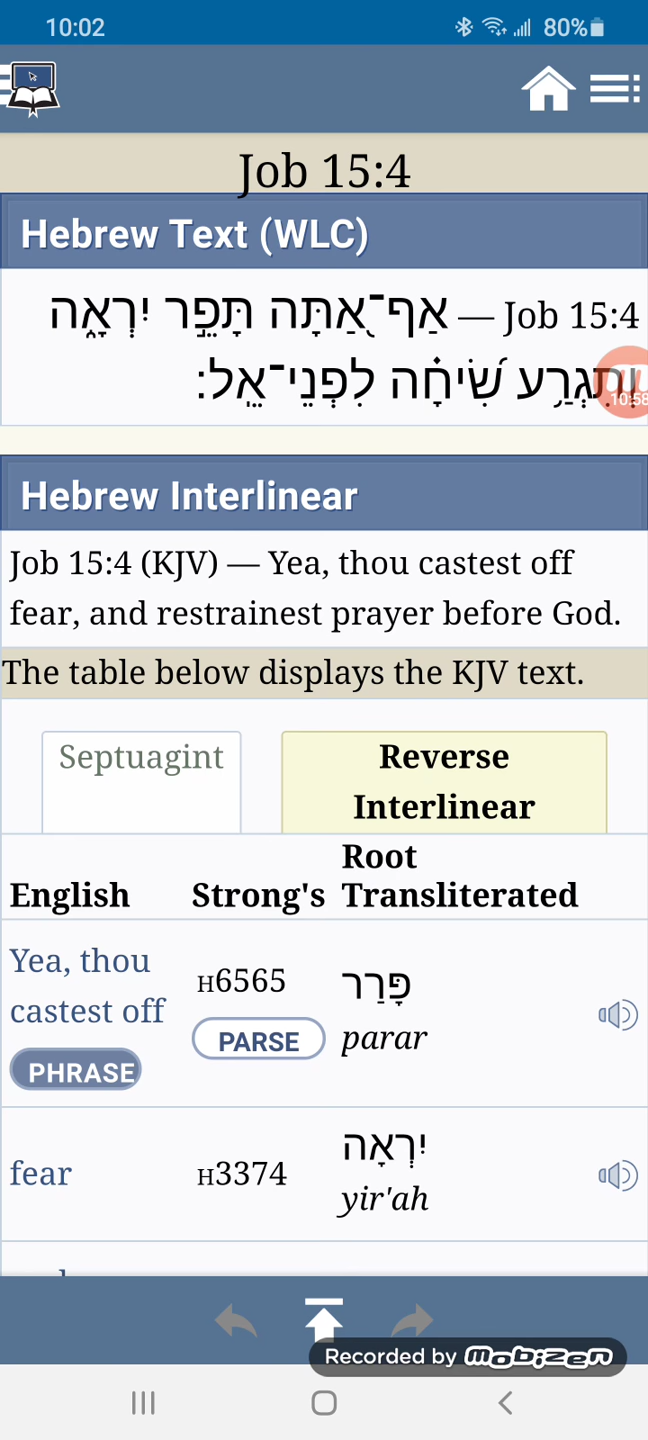 10:02 80%
Job 15:4
Hebrew Text (WLC)
Job 15:4 — אַף־אַ֭תָּה תָּפֵ֣ר יִרְאָ֑ה
וְתִגְרַ֥ע שִׂ֝יחָ֗ה לִפְנֵי־אֵֽל׃
10:58
Hebrew Interlinear
Job 15:4 (KJV) — Yea, thou castest off
fear, and restrainest prayer before God.
The table below displays the KJV text.
Septuagint
Reverse
Interlinear
English Strong's Root
Transliterated
Yea, thou
castest off
PHRASE
H6565
PARSE
פָּרַר
parar
fear
H3374
יִרְאָה
yir'ah
Recorded by mobizen